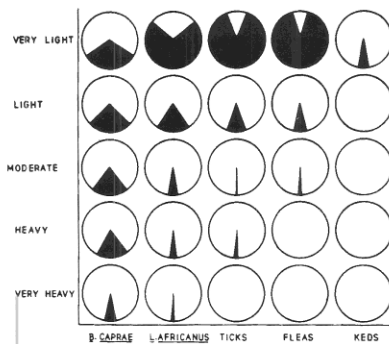 VERY LIGHT
LIGHT
MODERATE
HEAVY
VERY HEAVY
B. CAPRAE L. AFRICANUS TICKS FLEAS KEDS